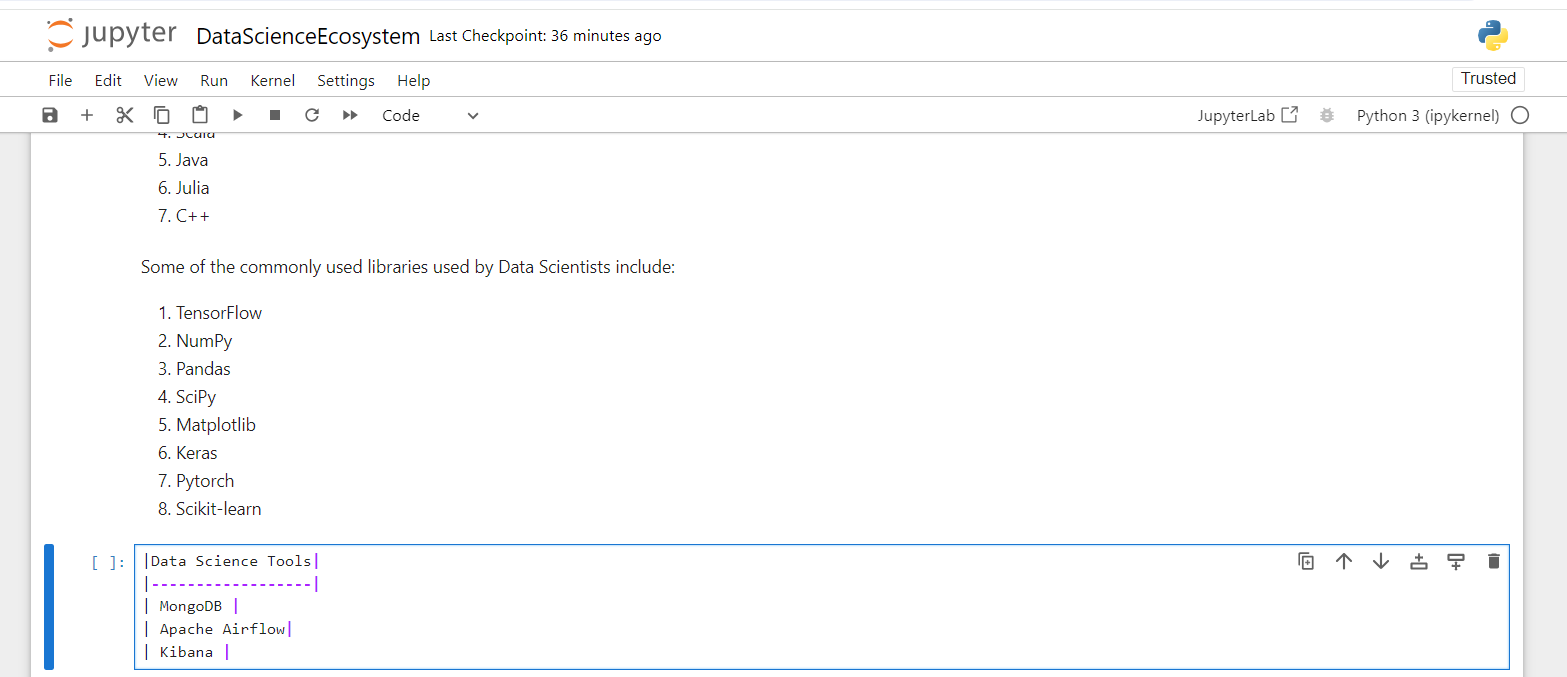 jupyter DataScienceEcosystem Last Checkpoint: 36 minutes ago
File Edit View Run Kernel Settings Help Trusted
Code JupyterLab Python 3 (ipykernel)
4. Scala
5. Java
6. Julia
7. C++
Some of the commonly used libraries used by Data Scientists include:
1. TensorFlow
2. NumPy
3. Pandas
4. SciPy
5. Matplotlib
6. Keras
7. Pytorch
8. Scikit-learn
[ ]: |Data Science Tools|
|------------------|
| MongoDB |
| Apache Airflow|
| Kibana |